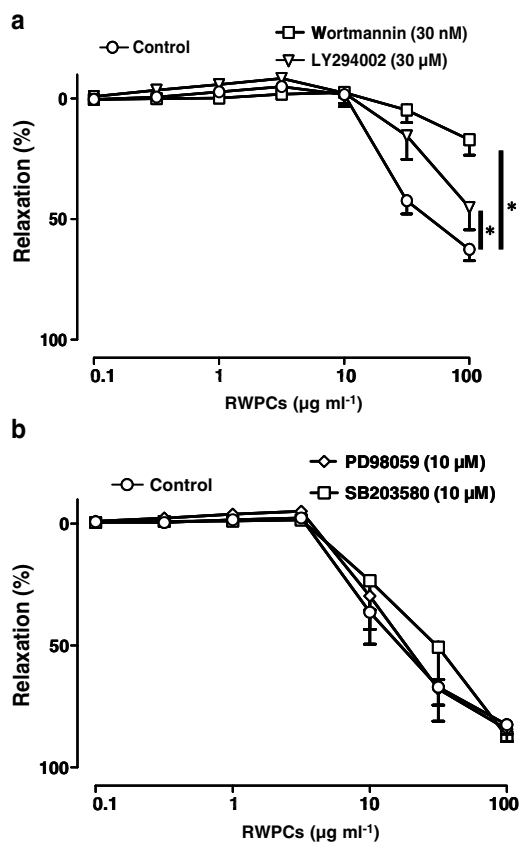 a
Control
Wortmannin (30 nM)
LY294002 (30 µM)
Relaxation (%)
0
50
100
0.1
1
10
100
*
*
RWPCs (µg ml-1)
b
Control
PD98059 (10 µM)
SB203580 (10 µM)
Relaxation (%)
0
50
100
0.1
1
10
100
RWPCs (µg ml-1)